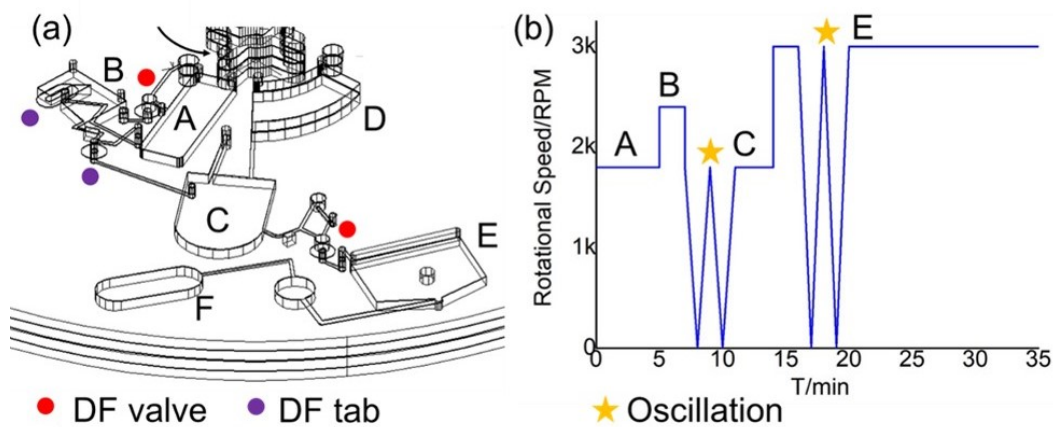 (a)
B
A
D
C
E
F
DF valve
DF tab
(b)
Rotational Speed/RPM
3k
2k
1k
0
A
B
C
E
0 5 10 15 20 25 30 35
T/min
Oscillation